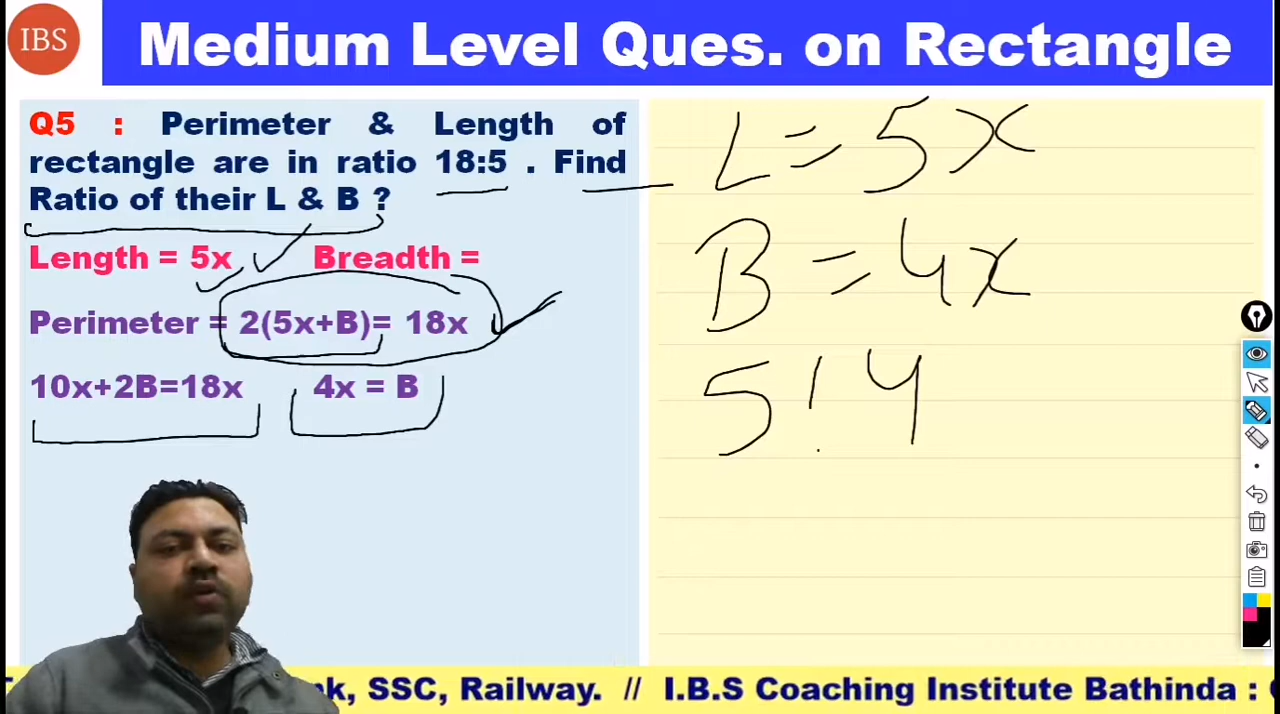 IBS
Medium Level Ques. on Rectangle
Q5 : Perimeter & Length of
rectangle are in ratio 18:5 . Find
Ratio of their L & B ?
Length = 5x Breadth =
Perimeter = 2(5x+B)= 18x
10x+2B=18x 4x = B
L = 5x
B = 4x
5 : 4
k, SSC, Railway. // I.B.S Coaching Institute Bathinda :